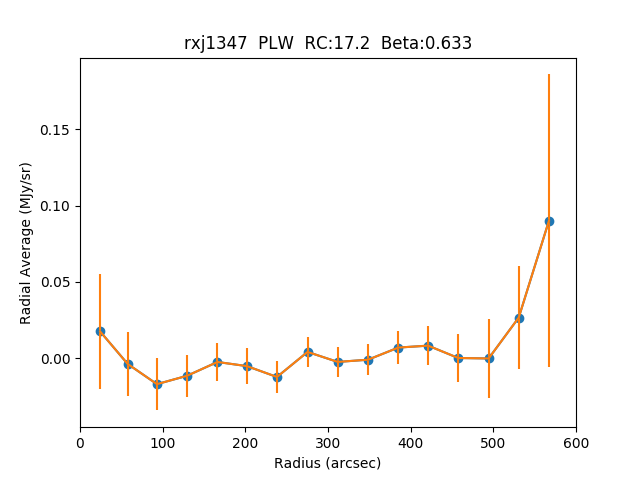 rxj1347  PLW  RC:17.2  Beta:0.633
Radial Average (MJy/sr)
0.15
0.10
0.05
0.00
0 100 200 300 400 500 600
Radius (arcsec)